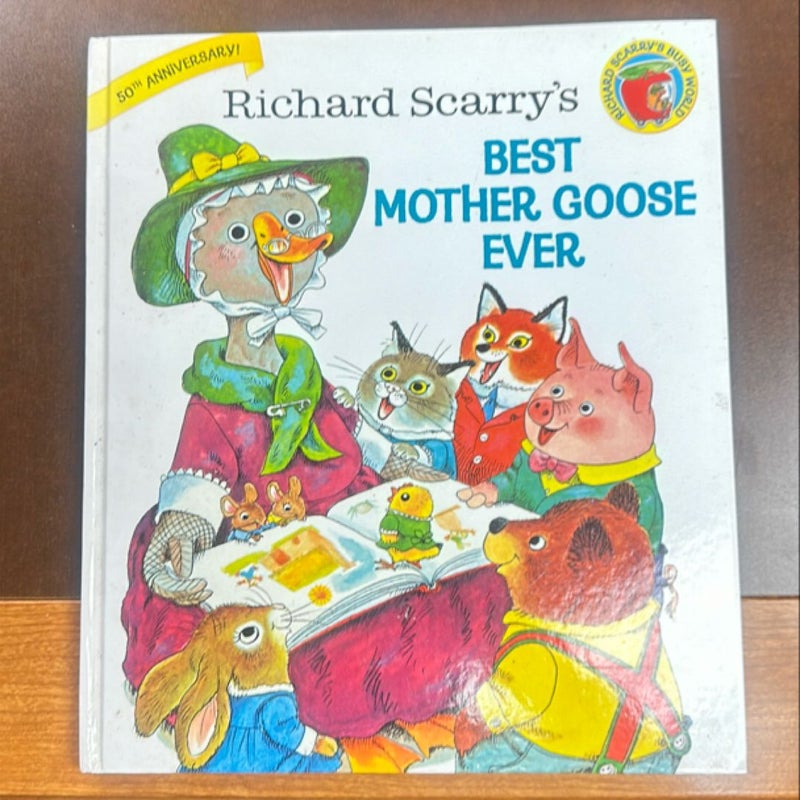 50TH ANNIVERSARY!
Richard Scarry's
RICHARD SCARRY'S BUSY WORLD
BEST
MOTHER GOOSE
EVER